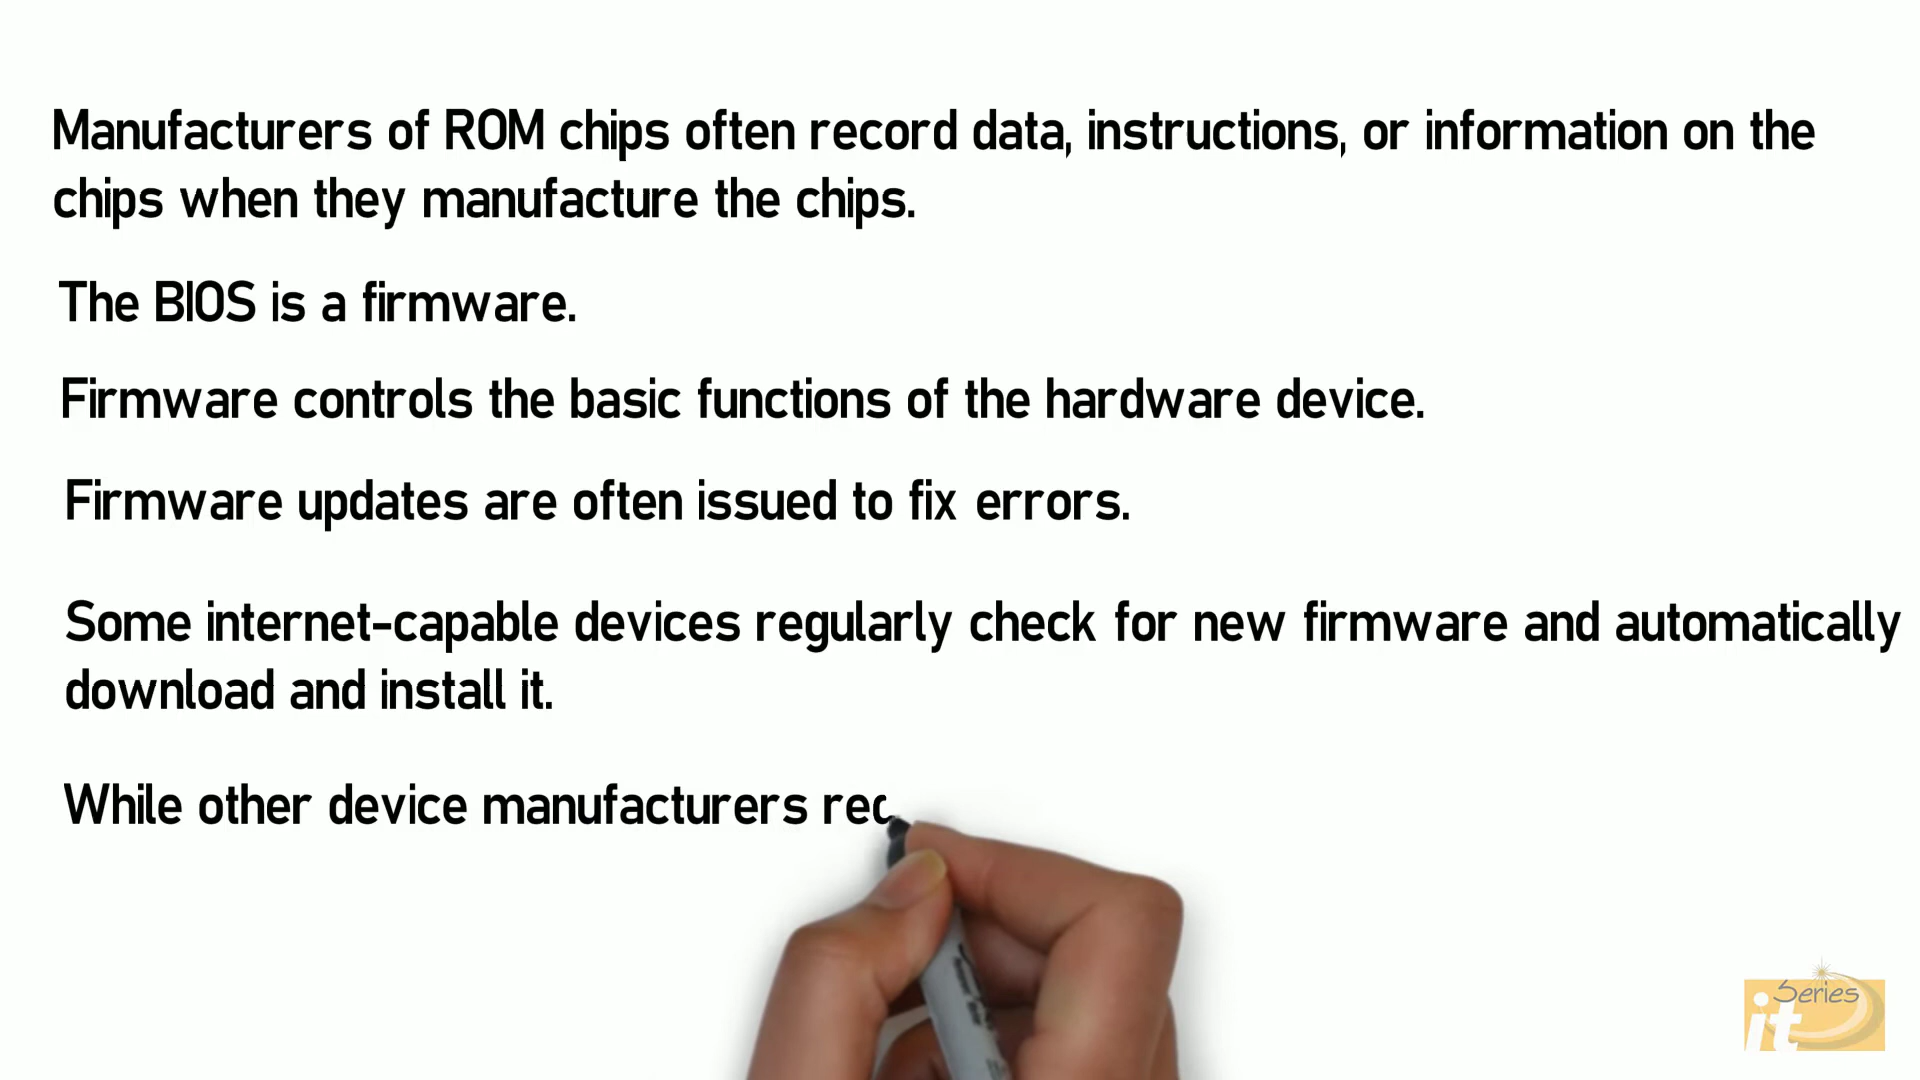 Manufacturers of ROM chips often record data, instructions, or information on the
chips when they manufacture the chips.
The BIOS is a firmware.
Firmware controls the basic functions of the hardware device.
Firmware updates are often issued to fix errors.
Some internet-capable devices regularly check for new firmware and automatically
download and install it.
While other device manufacturers
Series
it